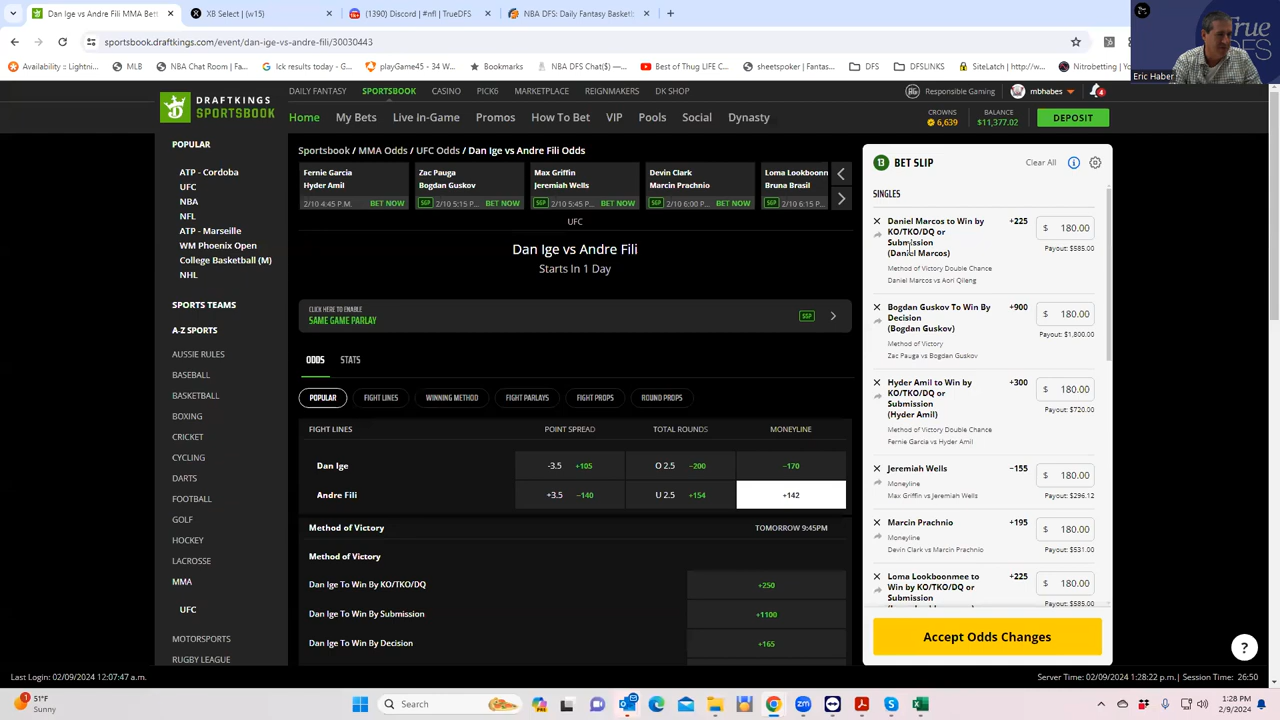 Dan Ige vs Andre Fili MMA Bet
XB Select | (w15)
(1390) Discord | #nfl | TrueDFS
NBA DFS: Daily Fantasy Basketb
sportsbook.draftkings.com/event/dan-ige-vs-andre-fili/30030443
Availability :: Lightni...
MLB
NBA Chat Room | Fa...
Ick results today | G...
playGame45 - 34 W...
Bookmarks
NBA DFS Chat($) —...
Best of Thug LIFE C...
sheetspoker | Fantas...
DFS
DFSLINKS
SiteLatch | http://w...
Nitrobetting | Yo
True
DFS
Eric Haber
DRAFTKINGS
SPORTSBOOK
DAILY FANTASY
SPORTSBOOK
CASINO
PICK6
MARKETPLACE
REIGNMAKERS
DK SHOP
Responsible Gaming
mbhabes
4
Home
My Bets
Live In-Game
Promos
How To Bet
VIP
Pools
Social
Dynasty
CROWNS
6,639
BALANCE
$11,377.02
DEPOSIT
POPULAR
ATP - Cordoba
UFC
NBA
NFL
ATP - Marseille
WM Phoenix Open
College Basketball (M)
NHL
SPORTS TEAMS
A-Z SPORTS
AUSSIE RULES
BASEBALL
BASKETBALL
BOXING
CRICKET
CYCLING
DARTS
FOOTBALL
GOLF
HOCKEY
LACROSSE
MMA
UFC
MOTORSPORTS
RUGBY LEAGUE
Sportsbook / MMA Odds / UFC Odds / Dan Ige vs Andre Fili Odds
Fernie Garcia
Hyder Amil
2/10 4:45 P.M.
BET NOW
Zac Pauga
Bogdan Guskov
SGP
2/10 5:15 P...
BET NOW
Max Griffin
Jeremiah Wells
SGP
2/10 5:45 P...
BET NOW
Devin Clark
Marcin Prachnio
SGP
2/10 6:00 P...
BET NOW
Loma Lookboonn
Bruna Brasil
SGP
2/10 6:15 P...
UFC
Dan Ige vs Andre Fili
Starts In 1 Day
CLICK HERE TO ENABLE
SAME GAME PARLAY
SGP
ODDS
STATS
POPULAR
FIGHT LINES
WINNING METHOD
FIGHT PARLAYS
FIGHT PROPS
ROUND PROPS
FIGHT LINES
POINT SPREAD
TOTAL ROUNDS
MONEYLINE
Dan Ige
-3.5 +105
O 2.5 −200
−170
Andre Fili
+3.5 −140
U 2.5 +154
+142
Method of Victory
TOMORROW 9:45PM
Method of Victory
Dan Ige To Win By KO/TKO/DQ
+250
Dan Ige To Win By Submission
+1100
Dan Ige To Win By Decision
+165
13
BET SLIP
Clear All
SINGLES
Daniel Marcos to Win by
KO/TKO/DQ or
Submission
(Daniel Marcos)
+225
$ 180.00
Payout: $585.00
Method of Victory Double Chance
Daniel Marcos vs Aori Qileng
Bogdan Guskov To Win By
Decision
(Bogdan Guskov)
+900
$ 180.00
Payout: $1,800.00
Method of Victory
Zac Pauga vs Bogdan Guskov
Hyder Amil to Win by
KO/TKO/DQ or
Submission
(Hyder Amil)
+300
$ 180.00
Payout: $720.00
Method of Victory Double Chance
Fernie Garcia vs Hyder Amil
Jeremiah Wells
−155
$ 180.00
Payout: $296.12
Moneyline
Max Griffin vs Jeremiah Wells
Marcin Prachnio
+195
$ 180.00
Payout: $531.00
Moneyline
Devin Clark vs Marcin Prachnio
Loma Lookboonmee to
Win by KO/TKO/DQ or
Submission
+225
$ 180.00
Payout: $585.00
Accept Odds Changes
?
Last Login: 02/09/2024 12:07:47 a.m.
Server Time: 02/09/2024 1:28:22 p.m.
Session Time: 26:50
51°F
Sunny
Search
1:28 PM
2/9/2024